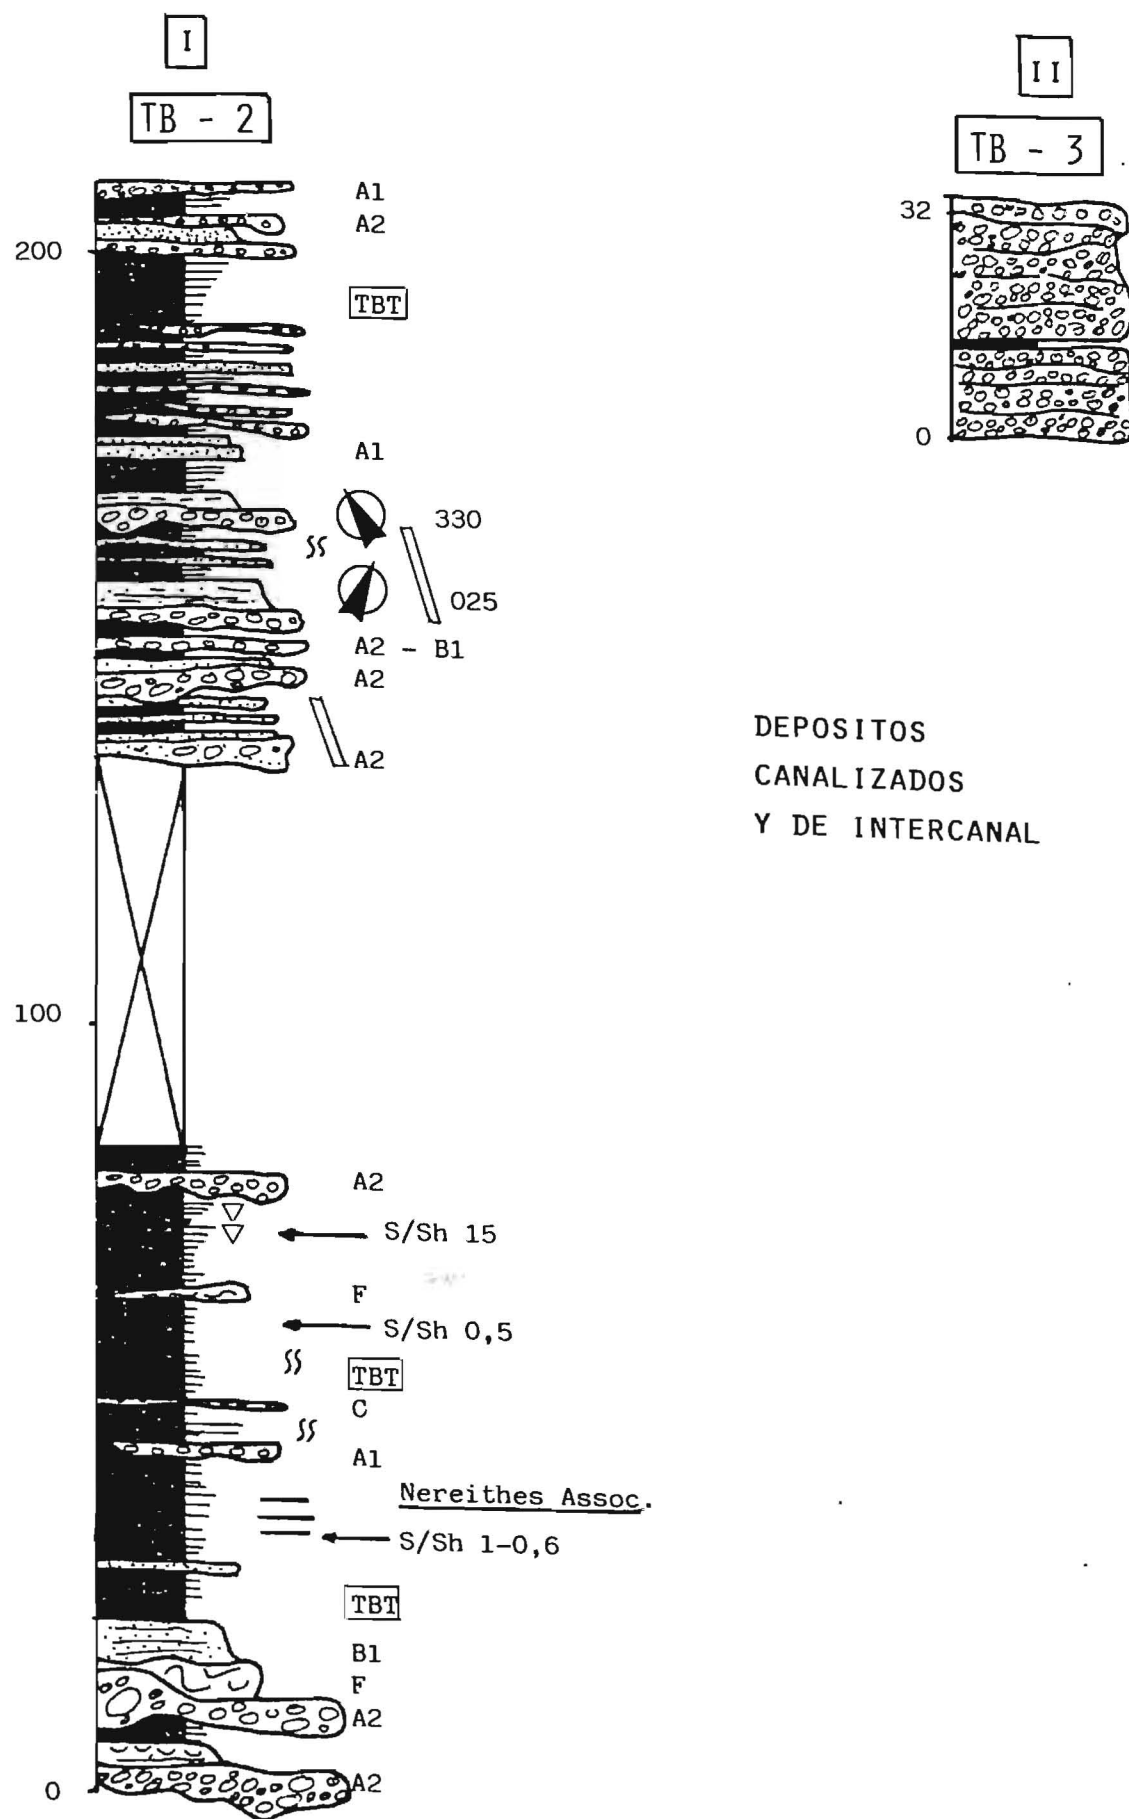 I
TB - 2
II
TB - 3
A1
A2
200
TBT
A1
330
025
A2 - B1
A2
A2
32
0
DEPOSITOS
CANALIZADOS
Y DE INTERCANAL
100
A2
S/Sh 15
F
S/Sh 0,5
TBT
C
A1
Nereithes Assoc.
S/Sh 1-0,6
TBT
B1
F
A2
0
A2